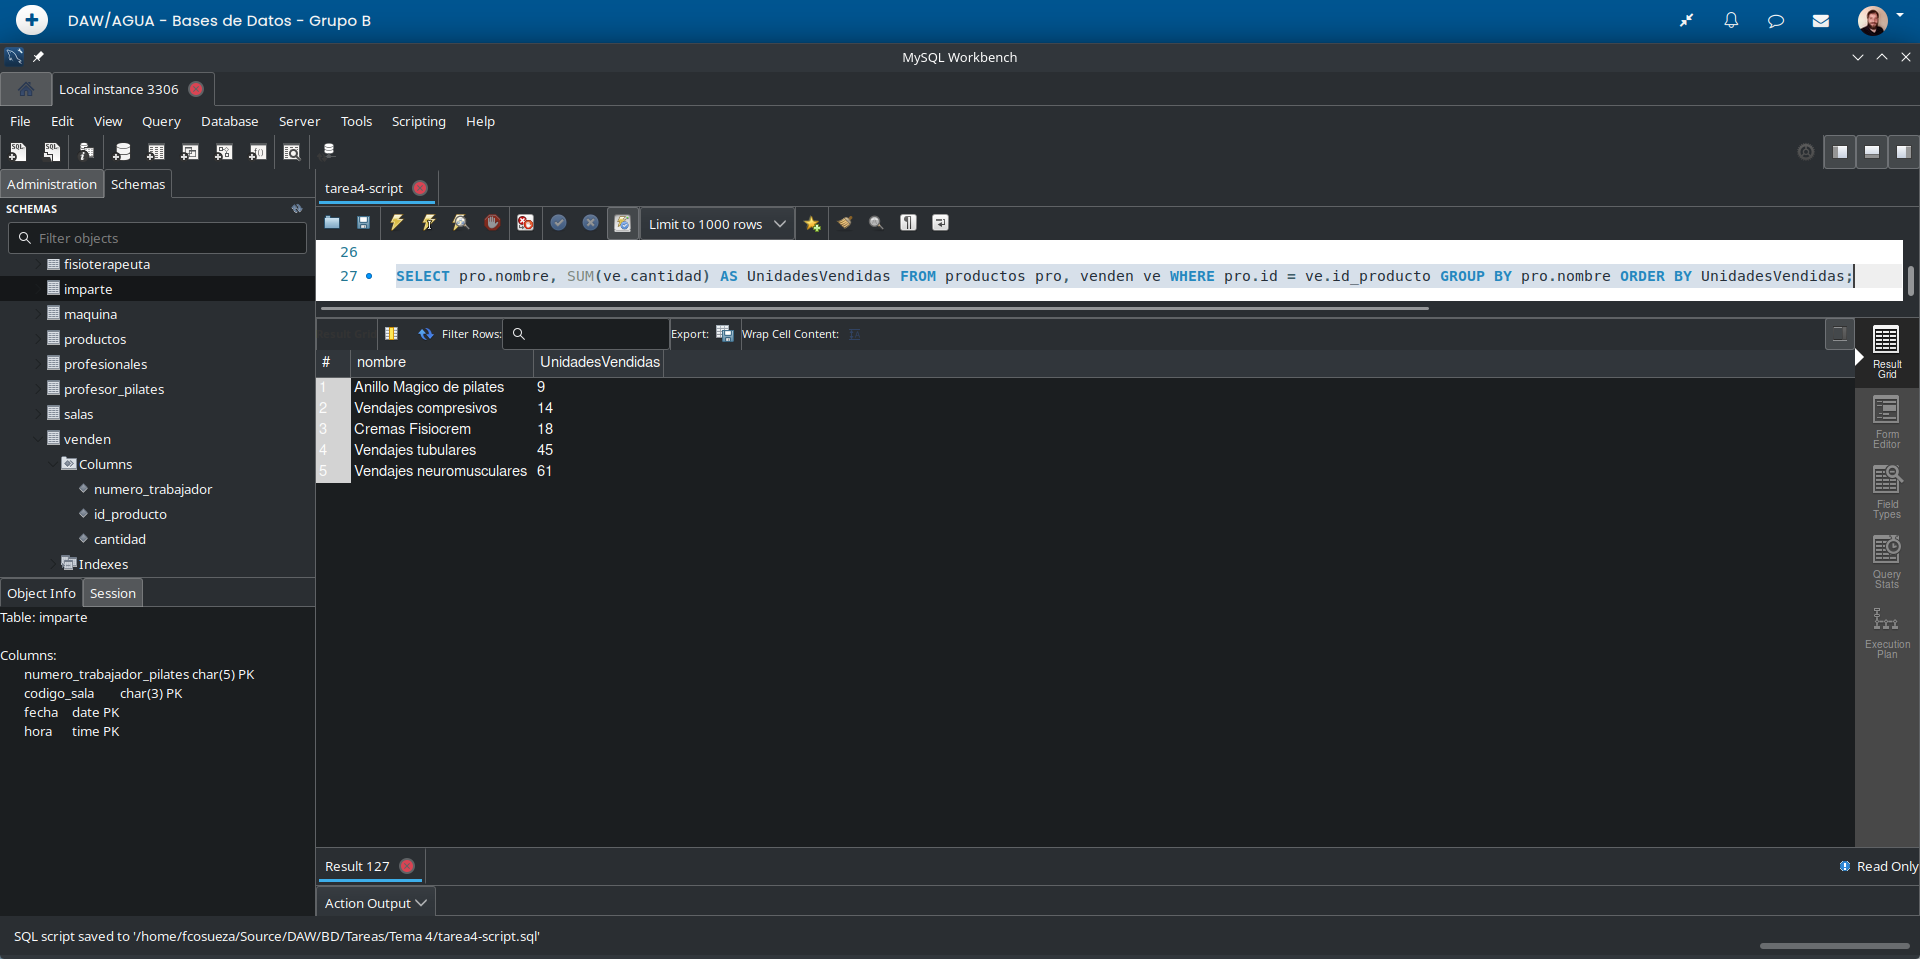 DAW/AGUA - Bases de Datos - Grupo B
MySQL Workbench
Local instance 3306
File Edit View Query Database Server Tools Scripting Help
Administration Schemas
tarea4-script
SCHEMAS
Limit to 1000 rows
Filter objects
fisioterapeuta
imparte
maquina
productos
profesionales
profesor_pilates
salas
venden
Columns
numero_trabajador
id_producto
cantidad
Indexes
26
27 SELECT pro.nombre, SUM(ve.cantidad) AS UnidadesVendidas FROM productos pro, venden ve WHERE pro.id = ve.id_producto GROUP BY pro.nombre ORDER BY UnidadesVendidas;
Filter Rows: Export: Wrap Cell Content:
# nombre UnidadesVendidas
1 Anillo Magico de pilates 9
2 Vendajes compresivos 14
3 Cremas Fisiocrem 18
4 Vendajes tubulares 45
5 Vendajes neuromusculares 61
Result
Grid
Form
Editor
Field
Types
Query
Stats
Execution
Plan
Object Info Session
Table: imparte
Columns:
numero_trabajador_pilates char(5) PK
codigo_sala char(3) PK
fecha date PK
hora time PK
Result 127
Read Only
Action Output
SQL script saved to '/home/fcosueza/Source/DAW/BD/Tareas/Tema 4/tarea4-script.sql'